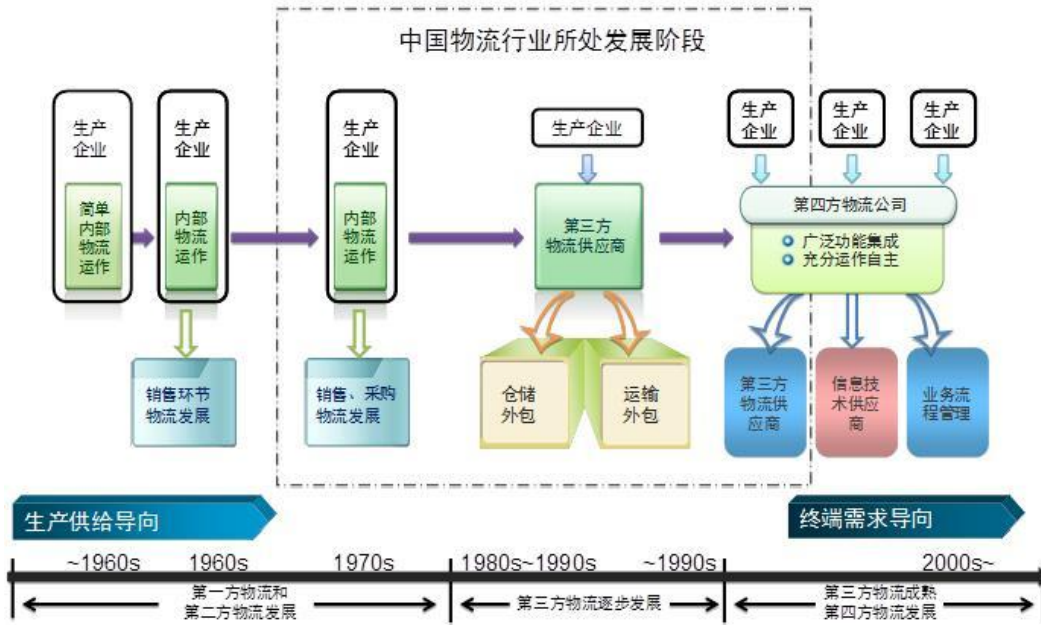 中国物流行业所处发展阶段
生产
企业
简单
内部
物流
运作
生产
企业
内部
物流
运作
销售环节
物流发展
生产
企业
内部
物流
运作
销售、采购
物流发展
生产企业
第三方
物流供应商
仓储
外包
运输
外包
生产
企业
生产
企业
生产
企业
第四方物流公司
广泛功能集成
充分运作自主
第三方
物流供
应商
信息技
术供应
商
业务流
程管理
生产供给导向
终端需求导向
~1960s
1960s
1970s
1980s~1990s
~1990s
2000s~
第一方物流和
第二方物流发展
第三方物流逐步发展
第三方物流成熟
第四方物流发展